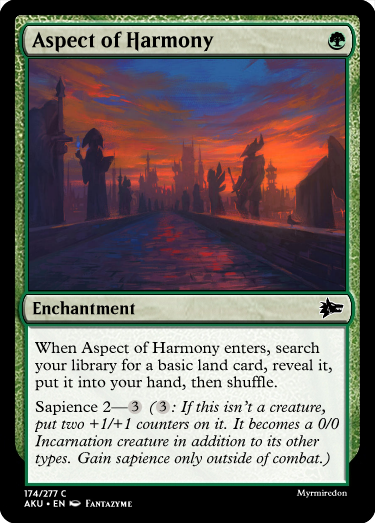 Aspect of Harmony
Enchantment
When Aspect of Harmony enters, search
your library for a basic land card, reveal it,
put it into your hand, then shuffle.
Sapience 2—3 (3: If this isn't a creature,
put two +1/+1 counters on it. It becomes a 0/0
Incarnation creature in addition to its other
types. Gain sapience only outside of combat.)
174/277 C
Myrmiredon
AKU • EN Fantazyme